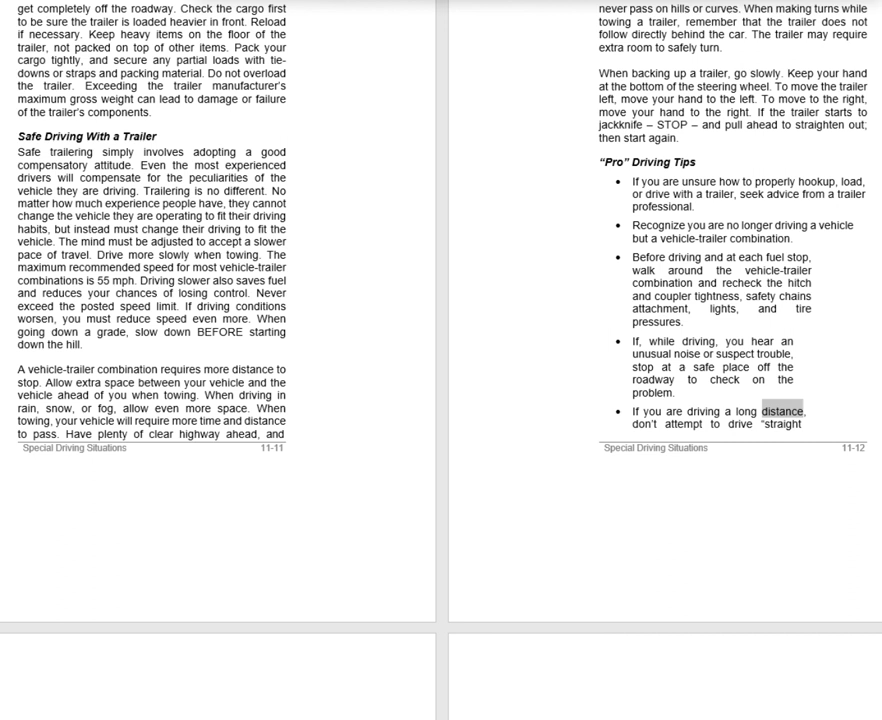 get completely off the roadway. Check the cargo first
to be sure the trailer is loaded heavier in front. Reload
if necessary. Keep heavy items on the floor of the
trailer, not packed on top of other items. Pack your
cargo tightly, and secure any partial loads with tie-
downs or straps and packing material. Do not overload
the trailer. Exceeding the trailer manufacturer's
maximum gross weight can lead to damage or failure
of the trailer's components.
Safe Driving With a Trailer
Safe trailering simply involves adopting a good
compensatory attitude. Even the most experienced
drivers will compensate for the peculiarities of the
vehicle they are driving. Trailering is no different. No
matter how much experience people have, they cannot
change the vehicle they are operating to fit their driving
habits, but instead must change their driving to fit the
vehicle. The mind must be adjusted to accept a slower
pace of travel. Drive more slowly when towing. The
maximum recommended speed for most vehicle-trailer
combinations is 55 mph. Driving slower also saves fuel
and reduces your chances of losing control. Never
exceed the posted speed limit. If driving conditions
worsen, you must reduce speed even more. When
going down a grade, slow down BEFORE starting
down the hill.
A vehicle-trailer combination requires more distance to
stop. Allow extra space between your vehicle and the
vehicle ahead of you when towing. When driving in
rain, snow, or fog, allow even more space. When
towing, your vehicle will require more time and distance
to pass. Have plenty of clear highway ahead, and
Special Driving Situations 11-11
never pass on hills or curves. When making turns while
towing a trailer, remember that the trailer does not
follow directly behind the car. The trailer may require
extra room to safely turn.
When backing up a trailer, go slowly. Keep your hand
at the bottom of the steering wheel. To move the trailer
left, move your hand to the left. To move to the right,
move your hand to the right. If the trailer starts to
jackknife – STOP – and pull ahead to straighten out;
then start again.
“Pro” Driving Tips
• If you are unsure how to properly hookup, load,
or drive with a trailer, seek advice from a trailer
professional.
• Recognize you are no longer driving a vehicle
but a vehicle-trailer combination.
• Before driving and at each fuel stop,
walk around the vehicle-trailer
combination and recheck the hitch
and coupler tightness, safety chains
attachment, lights, and tire
pressures.
• If, while driving, you hear an
unusual noise or suspect trouble,
stop at a safe place off the
roadway to check on the
problem.
• If you are driving a long distance,
don't attempt to drive “straight
Special Driving Situations 11-12